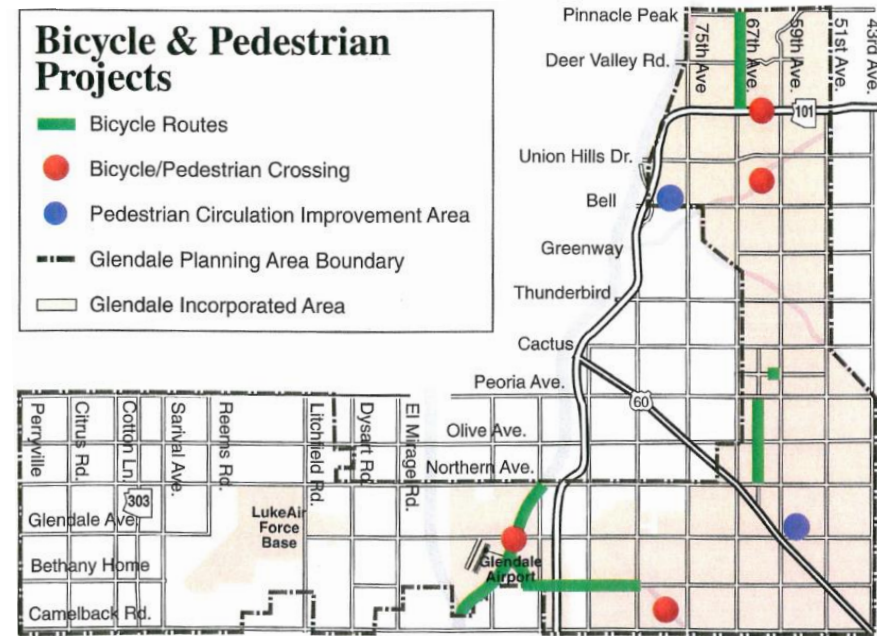 Bicycle & Pedestrian
Projects
Bicycle Routes
Bicycle/Pedestrian Crossing
Pedestrian Circulation Improvement Area
Glendale Planning Area Boundary
Glendale Incorporated Area
Pinnacle Peak
Deer Valley Rd.
75th Ave
67th Ave.
59th Ave.
51st Ave.
43rd Ave.
101
Union Hills Dr.
Bell
Greenway
Thunderbird
Cactus
Peoria Ave.
60
Olive Ave.
Northern Ave.
Perryville
Citrus Rd.
Cotton Ln.
Sarival Ave.
Reems Rd.
Litchfield Rd.
Dysart Rd
El Mirage Rd.
303
Glendale Ave.
Bethany Home
Camelback Rd.
LukeAir
Force
Base
Glendale
Airport